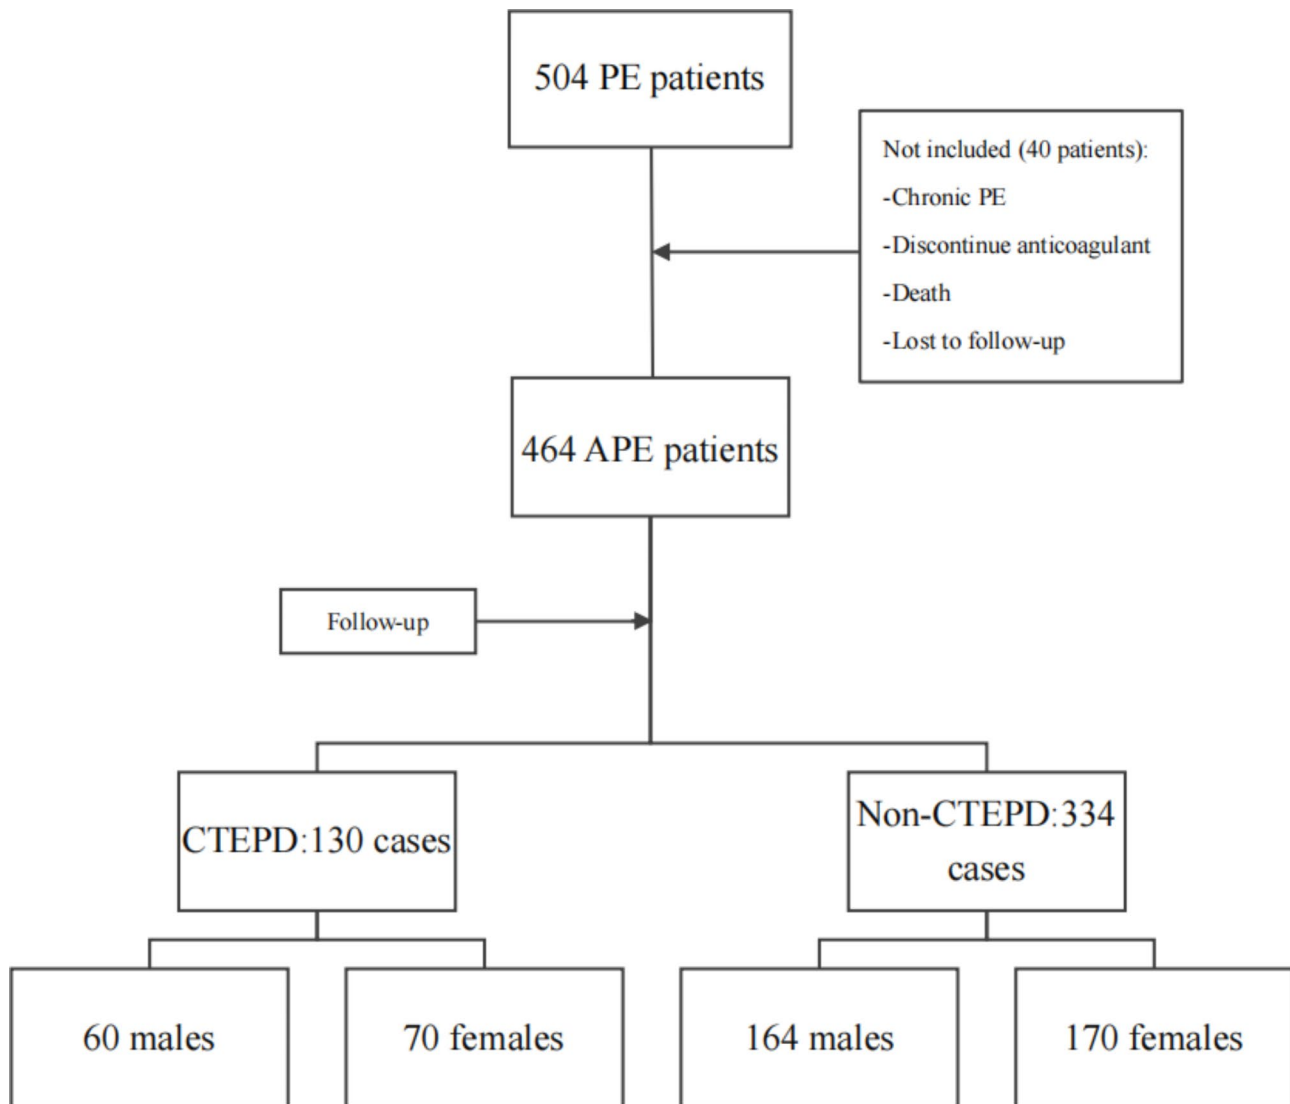 504 PE patients
Not included (40 patients):
-Chronic PE
-Discontinue anticoagulant
-Death
-Lost to follow-up
464 APE patients
Follow-up
CTEPD:130 cases
Non-CTEPD:334
cases
60 males
70 females
164 males
170 females